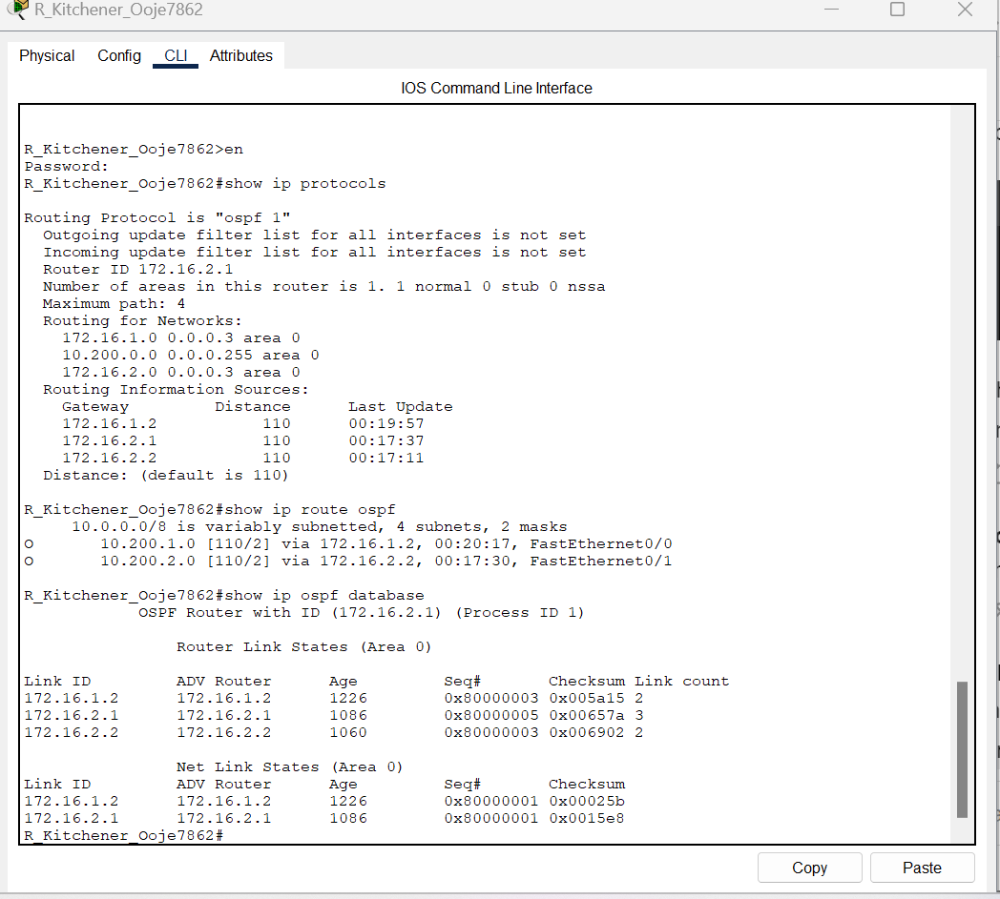 R_Kitchener_Ooje7862
Physical Config CLI Attributes
IOS Command Line Interface
R_Kitchener_Ooje7862>en
Password:
R_Kitchener_Ooje7862#show ip protocols
Routing Protocol is "ospf 1"
Outgoing update filter list for all interfaces is not set
Incoming update filter list for all interfaces is not set
Router ID 172.16.2.1
Number of areas in this router is 1. 1 normal 0 stub 0 nssa
Maximum path: 4
Routing for Networks:
172.16.1.0 0.0.0.3 area 0
10.200.0.0 0.0.0.255 area 0
172.16.2.0 0.0.0.3 area 0
Routing Information Sources:
Gateway Distance Last Update
172.16.1.2 110 00:19:57
172.16.2.1 110 00:17:37
172.16.2.2 110 00:17:11
Distance: (default is 110)
R_Kitchener_Ooje7862#show ip route ospf
10.0.0.0/8 is variably subnetted, 4 subnets, 2 masks
O 10.200.1.0 [110/2] via 172.16.1.2, 00:20:17, FastEthernet0/0
O 10.200.2.0 [110/2] via 172.16.2.2, 00:17:30, FastEthernet0/1
R_Kitchener_Ooje7862#show ip ospf database
OSPF Router with ID (172.16.2.1) (Process ID 1)
Router Link States (Area 0)
Link ID ADV Router Age Seq# Checksum Link count
172.16.1.2 172.16.1.2 1226 0x80000003 0x005a15 2
172.16.2.1 172.16.2.1 1086 0x80000005 0x00657a 3
172.16.2.2 172.16.2.2 1060 0x80000003 0x006902 2
Net Link States (Area 0)
Link ID ADV Router Age Seq# Checksum
172.16.1.2 172.16.1.2 1226 0x80000001 0x00025b
172.16.2.1 172.16.2.1 1086 0x80000001 0x0015e8
R_Kitchener_Ooje7862#
Copy Paste